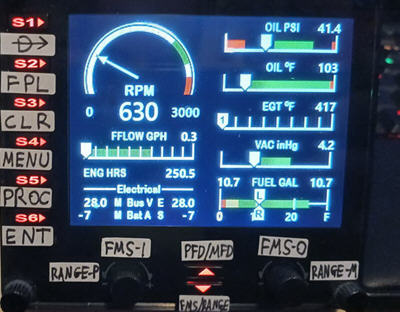 S1
D
S2
FPL
S3
CLR
S4
MENU
S5
PROC
S6
ENT
RPM
0 630 3000
FFLOW GPH 0.3
ENG HRS 250.5
Electrical
28.0 M Bus V E 28.0
-7 M Bat A S -7
OIL PSI 41.4
OIL °F 103
EGT °F 417
1
VAC inHg 4.2
10.7 FUEL GAL 10.7
L
R
0 10 20 F
FMS-I
PFD/MFD
FMS-O
RANGE-P
RANGE-M
FMS/RANGE